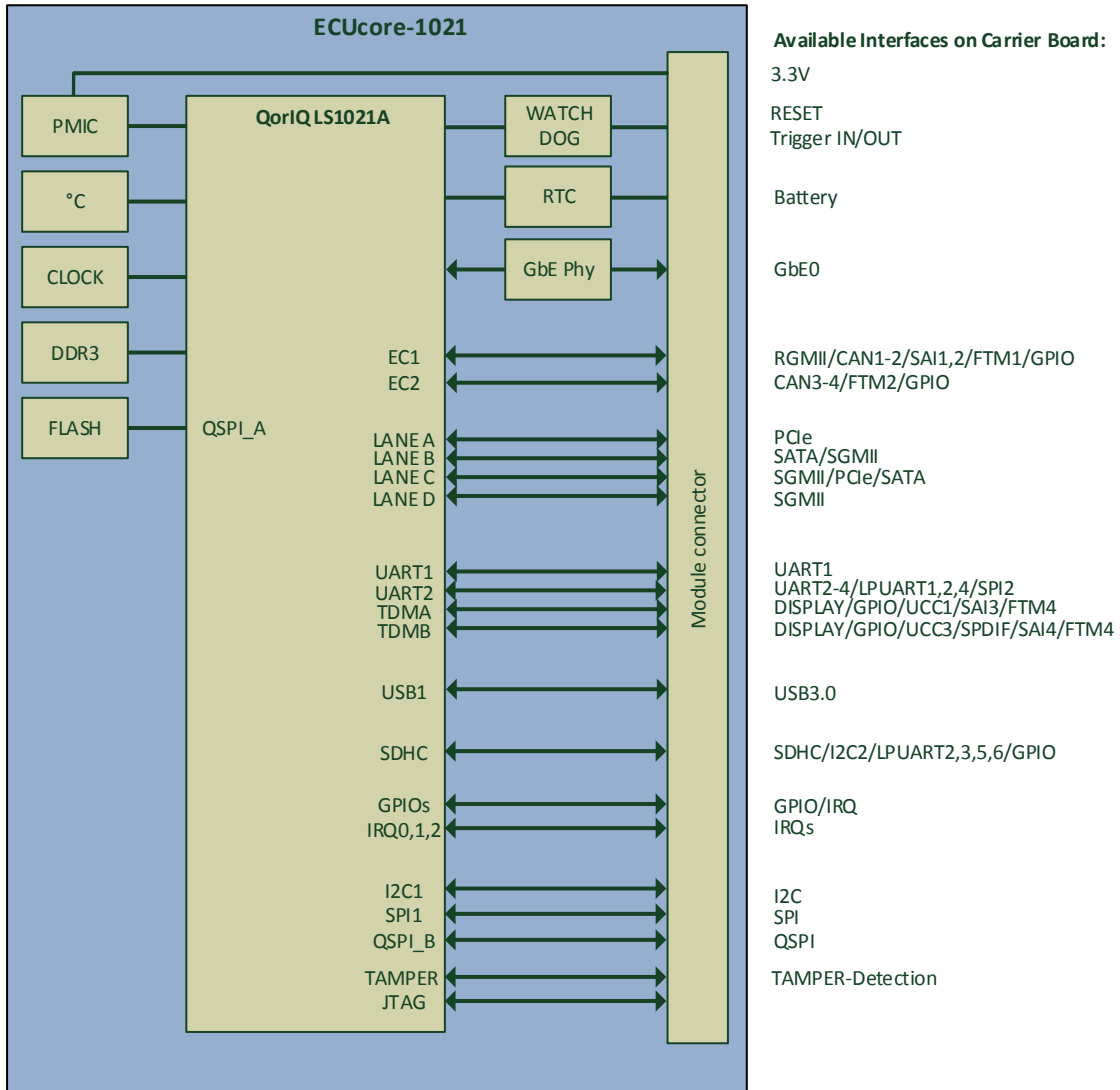 ECUcore-1021
Available Interfaces on Carrier Board:
3.3V
PMIC
QorIQ LS1021A
WATCH
DOG
RESET
Trigger IN/OUT
°C
RTC
Battery
CLOCK
GbE Phy
GbE0
DDR3
EC1
RGMII/CAN1-2/SAI1,2/FTM1/GPIO
EC2
CAN3-4/FTM2/GPIO
FLASH
QSPI_A
LANE A
PCIe
LANE B
SATA/SGMII
LANE C
SGMII/PCIe/SATA
LANE D
SGMII
Module connector
UART1
UART1
UART2
UART2-4/LPUART1,2,4/SPI2
TDMA
DISPLAY/GPIO/UCC1/SAI3/FTM4
TDMB
DISPLAY/GPIO/UCC3/SPDIF/SAI4/FTM4
USB1
USB3.0
SDHC
SDHC/I2C2/LPUART2,3,5,6/GPIO
GPIOs
GPIO/IRQ
IRQ0,1,2
IRQs
I2C1
I2C
SPI1
SPI
QSPI_B
QSPI
TAMPER
TAMPER-Detection
JTAG